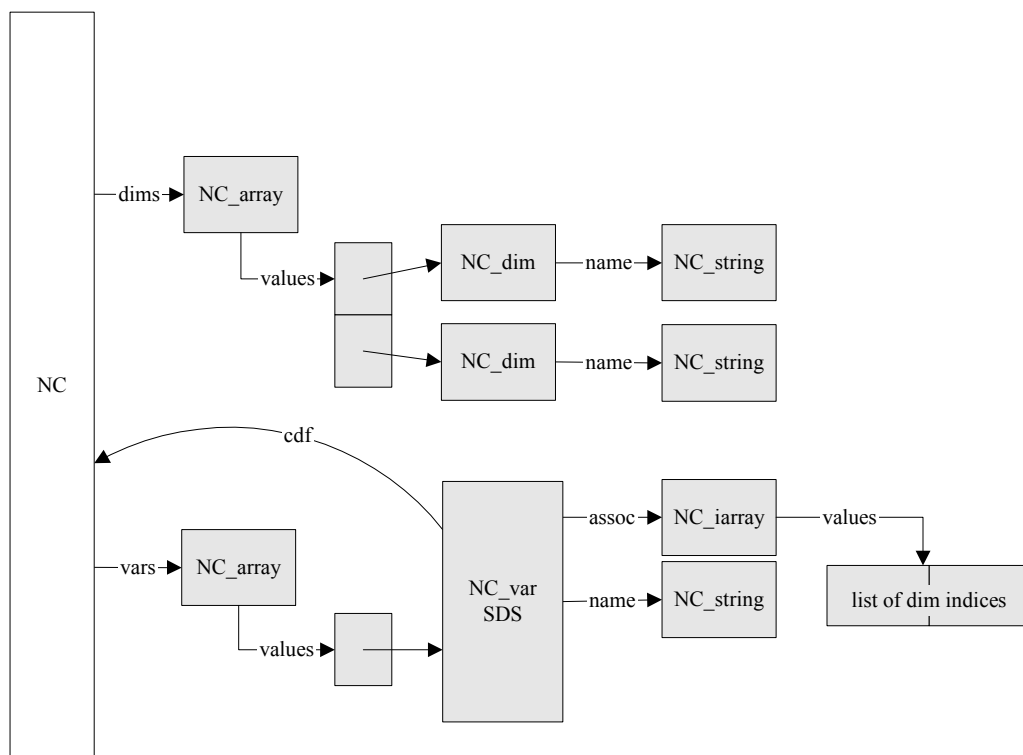 dims
NC_array
values
NC_dim
name
NC_string
NC_dim
name
NC_string
NC
cdf
vars
NC_array
values
NC_var
SDS
assoc
NC_iarray
values
name
NC_string
list of dim indices